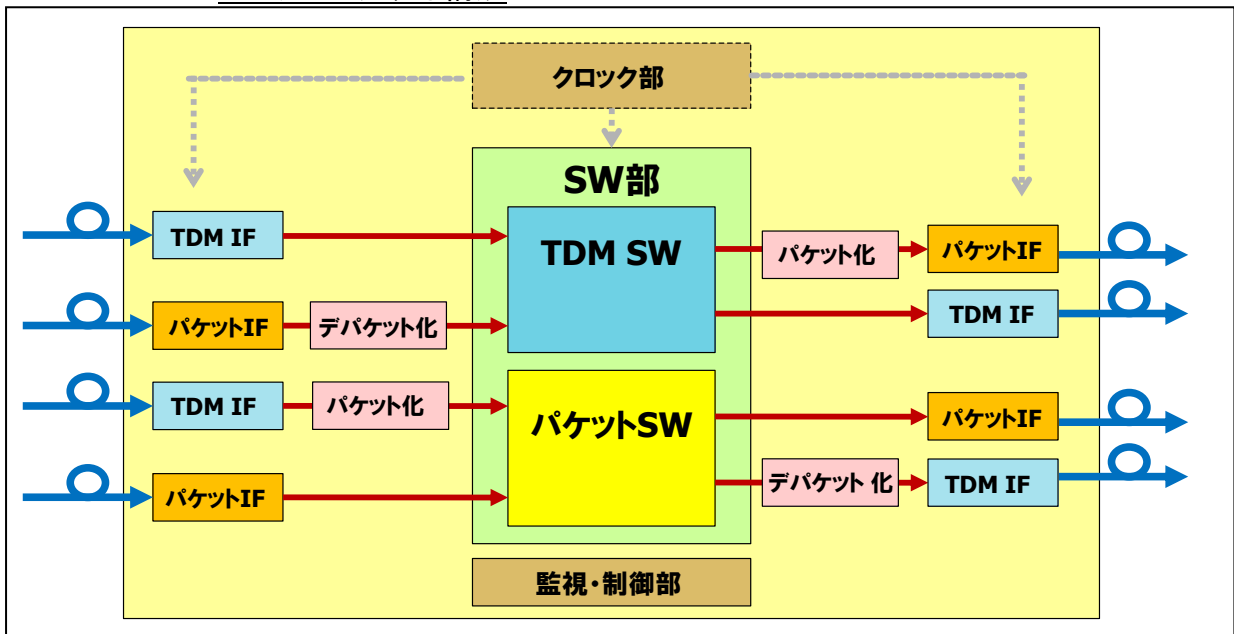 クロック部
SW部
TDM IF
TDM SW
パケット化
パケットIF
パケットIF
デパケット化
TDM IF
TDM IF
パケット化
パケットSW
パケットIF
パケットIF
デパケット 化
TDM IF
監視・制御部